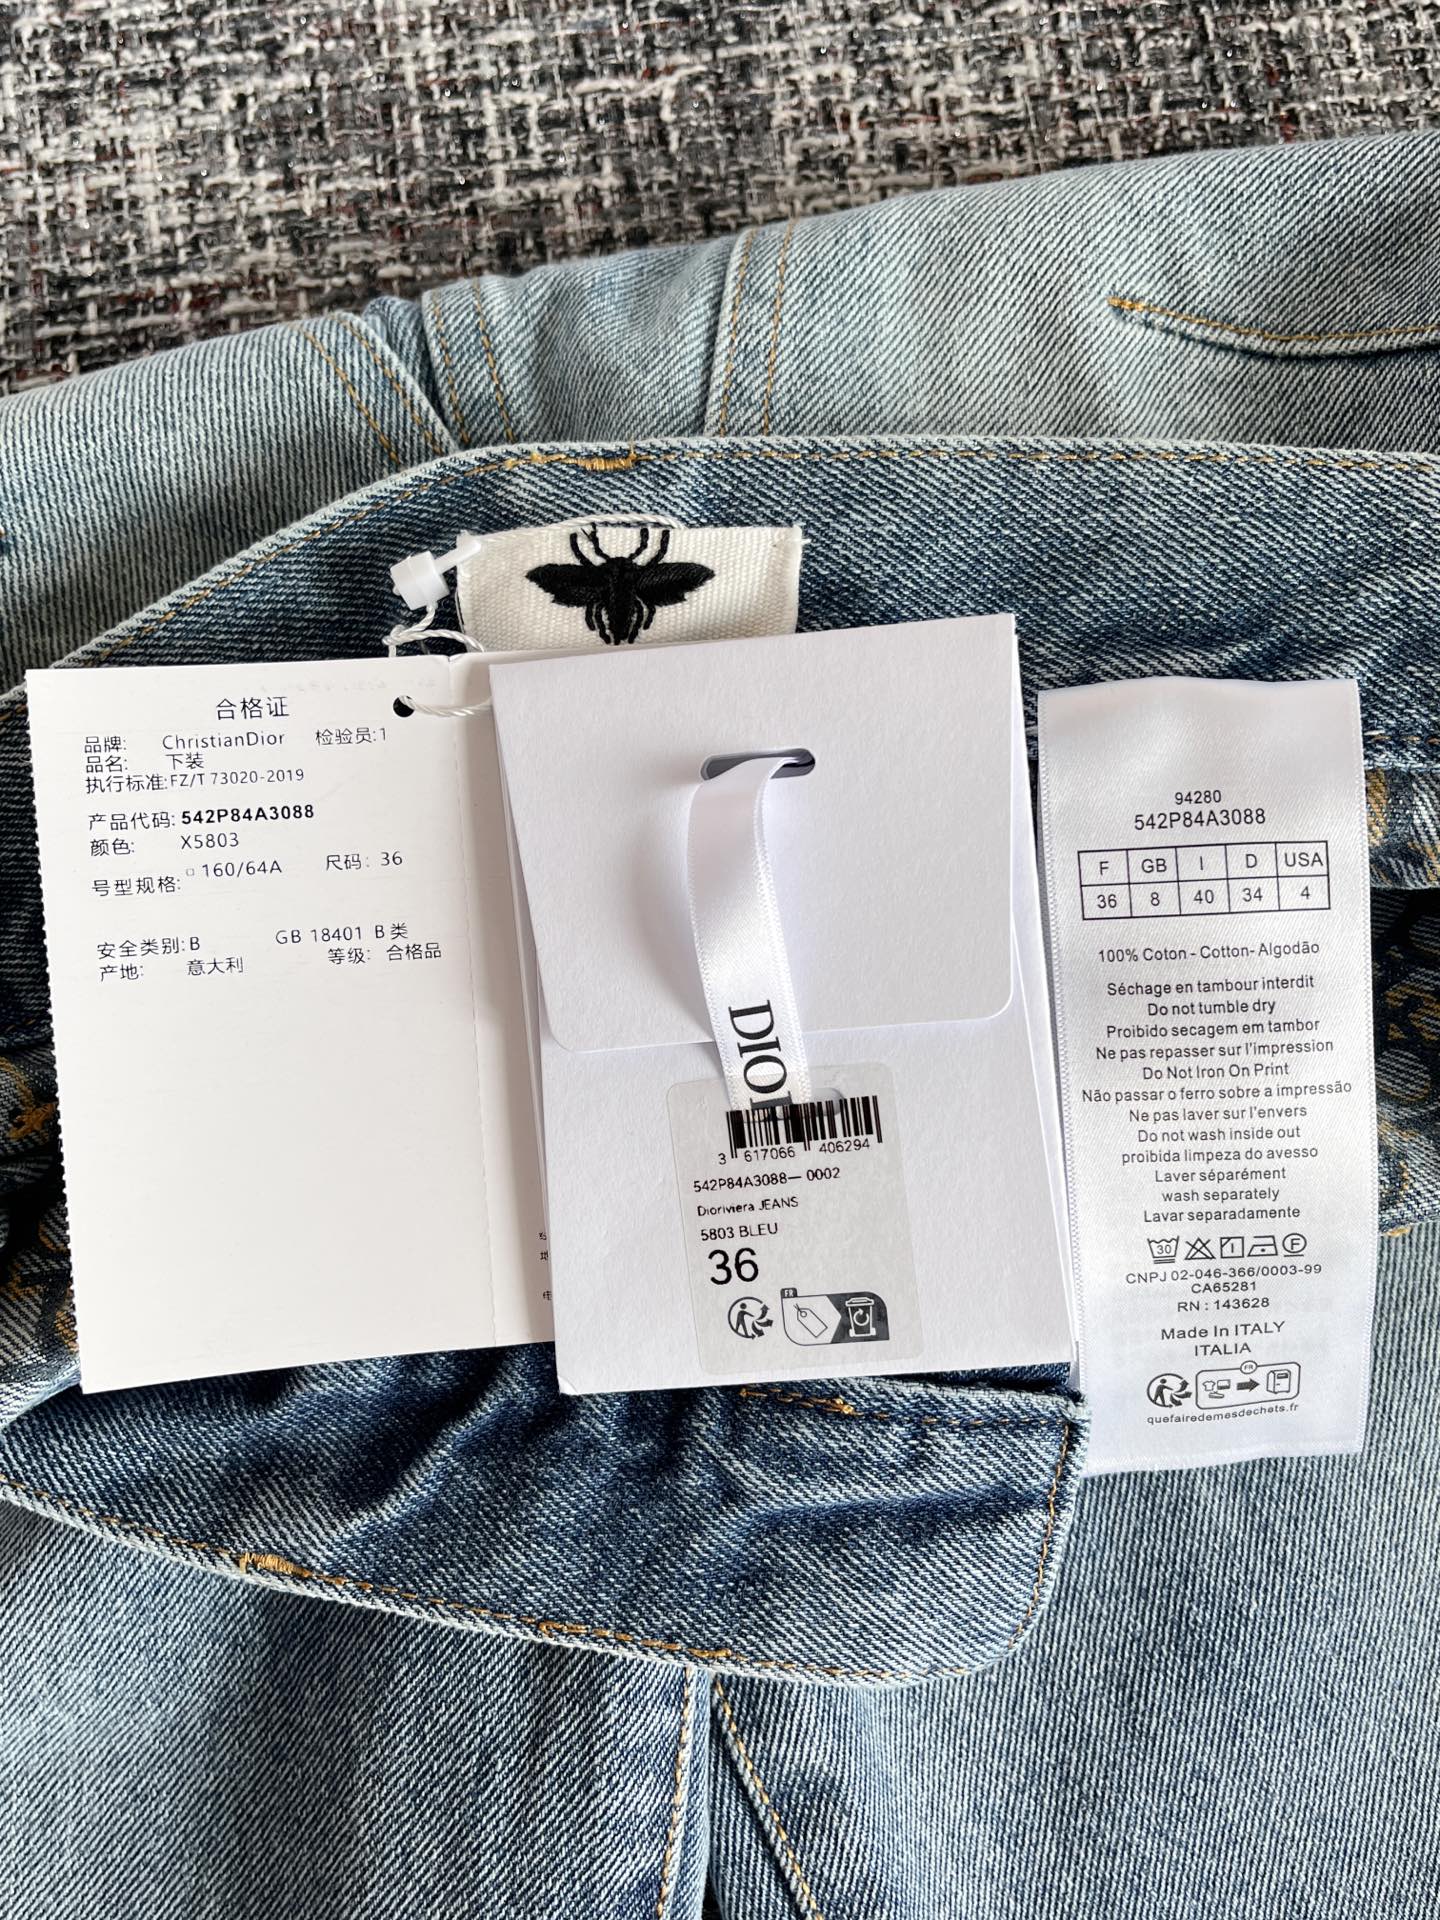 合格证
品牌: ChristianDior 检验员:1
品名: 下装
执行标准:FZ/T 73020-2019
产品代码: 542P84A3088
颜色: X5803
号型规格: 160/64A 尺码: 36
安全类别: B GB 18401 B 类
产地: 意大利 等级: 合格品
DIO
3 617066 406294
542P84A3088— 0002
Dioriviera JEANS
5803 BLEU
36
FR
94280
542P84A3088
F GB I D USA
36 8 40 34 4
100% Coton - Cotton- Algodão
Séchage en tambour interdit
Do not tumble dry
Proibido secagem em tambor
Ne pas repasser sur l'impression
Do Not Iron On Print
Não passar o ferro sobre a impressão
Ne pas laver sur l'envers
Do not wash inside out
proibida limpeza do avesso
Laver séparément
wash separately
Lavar separadamente
30 F
CNPJ 02-046-366/0003-99
CA65281
RN : 143628
Made In ITALY
ITALIA
FR
quefairedemesdechets.fr